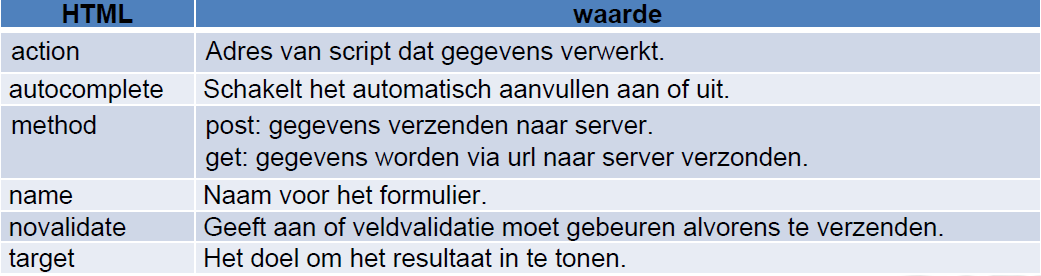 HTML waarde
action Adres van script dat gegevens verwerkt.
autocomplete Schakelt het automatisch aanvullen aan of uit.
method post: gegevens verzenden naar server.
get: gegevens worden via url naar server verzonden.
name Naam voor het formulier.
novalidate Geeft aan of veldvalidatie moet gebeuren alvorens te verzenden.
target Het doel om het resultaat in te tonen.